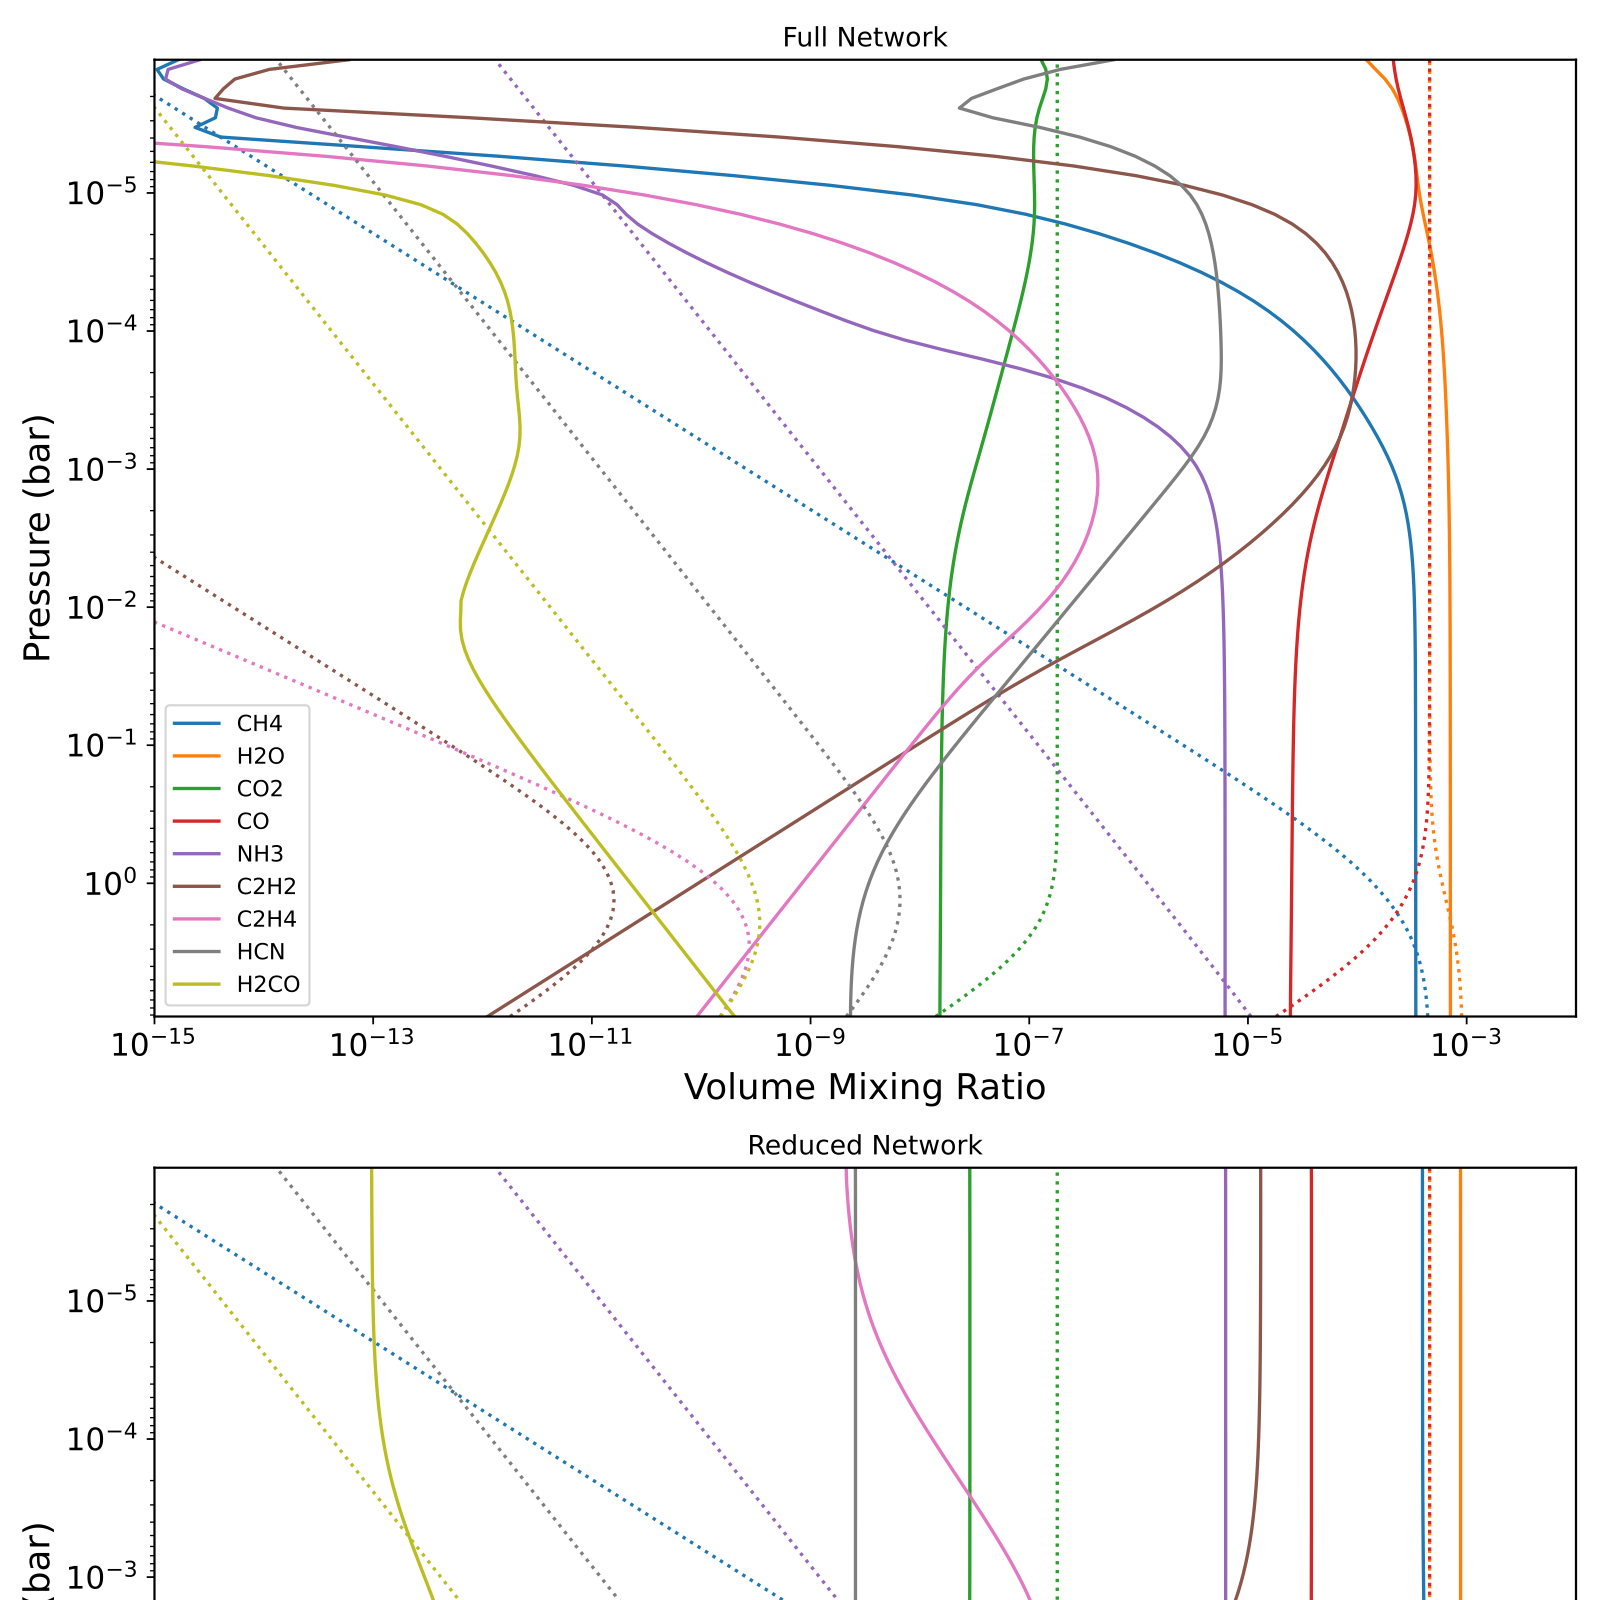 Full Network
Pressure (bar)
10⁻⁵
10⁻⁴
10⁻³
10⁻²
10⁻¹
10⁰
CH4
H2O
CO2
CO
NH3
C2H2
C2H4
HCN
H2CO
10⁻¹⁵ 10⁻¹³ 10⁻¹¹ 10⁻⁹ 10⁻⁷ 10⁻⁵ 10⁻³
Volume Mixing Ratio
Reduced Network
10⁻⁵
10⁻⁴
10⁻³
(bar)